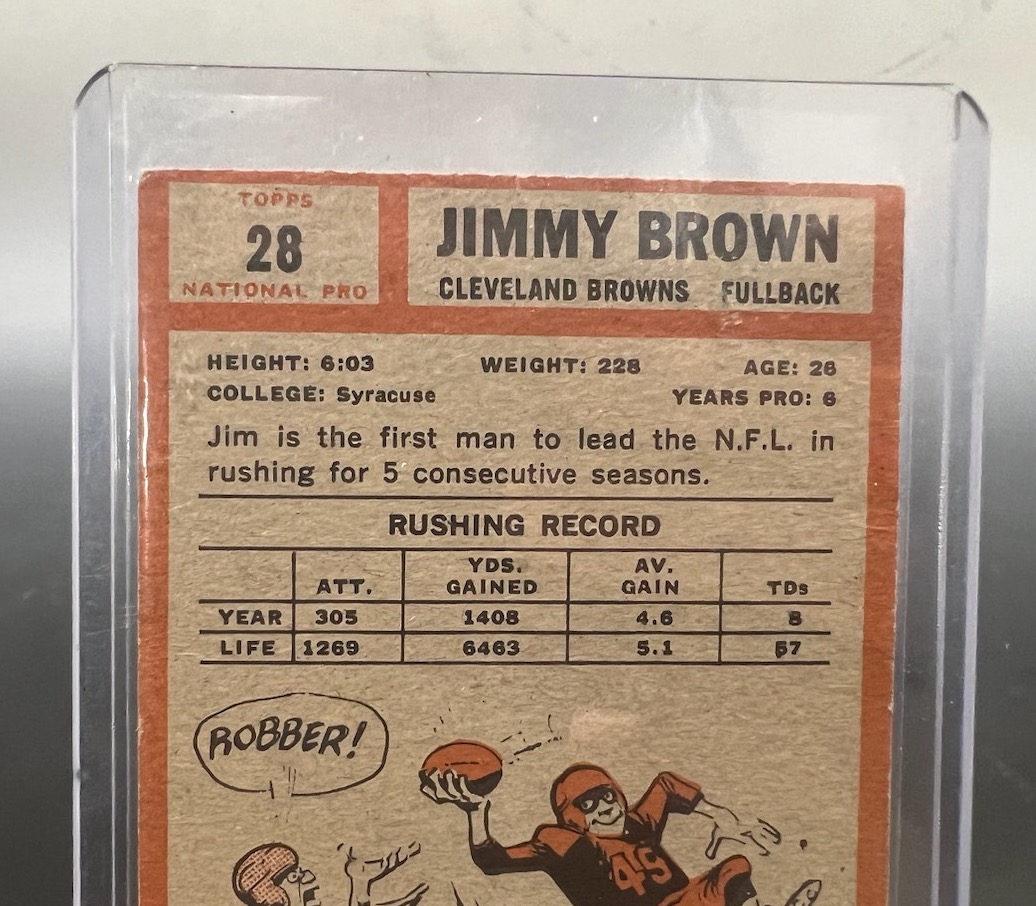 TOPPS
28
NATIONAL PRO
JIMMY BROWN
CLEVELAND BROWNS FULLBACK
HEIGHT: 6:03 WEIGHT: 228 AGE: 26
COLLEGE: Syracuse YEARS PRO: 6
Jim is the first man to lead the N.F.L. in
rushing for 5 consecutive seasons.
RUSHING RECORD
ATT. YDS. GAINED AV. GAIN TDs
YEAR 305 1408 4.6 8
LIFE 1269 6463 5.1 57
ROBBER!
49